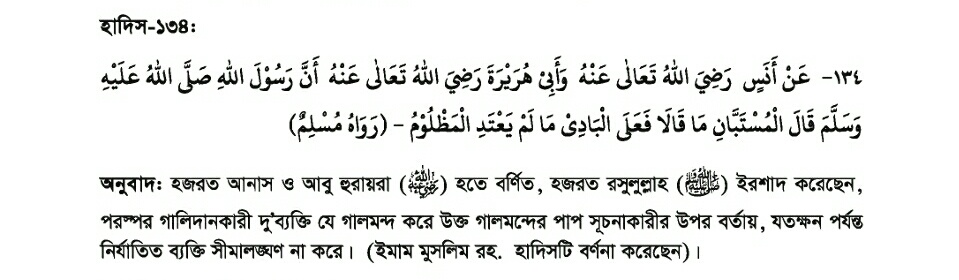 হাদিস-১৩৪:
١٣٤- عَنْ أَنَسٍ رَضِيَ اللهُ تَعَالٰى عَنْهُ وَأَبِيْ هُرَيْرَةَ رَضِيَ اللهُ تَعَالٰى عَنْهُ أَنَّ رَسُوْلَ اللهِ صَلَّى اللهُ عَلَيْهِ
وَسَلَّمَ قَالَ الْمُسْتَبَّانِ مَا قَالَا فَعَلَى الْبَادِئِ مَا لَمْ يَعْتَدِ الْمَظْلُوْمُ - (رَوَاهُ مُسْلِمٌ)
অনুবাদ: হজরত আনাস ও আবু হুরায়রা (رضي الله عنه) হতে বর্ণিত, হজরত রসুলুল্লাহ (ﷺ) ইরশাদ করেছেন,
পরস্পর গালিদানকারী দু'ব্যক্তি যে গালমন্দ করে উক্ত গালমন্দের পাপ সূচনাকারীর উপর বর্তায়, যতক্ষন পর্যন্ত
নির্যাতিত ব্যক্তি সীমালঙ্ঘণ না করে। (ইমাম মুসলিম রহ. হাদিসটি বর্ণনা করেছেন)।